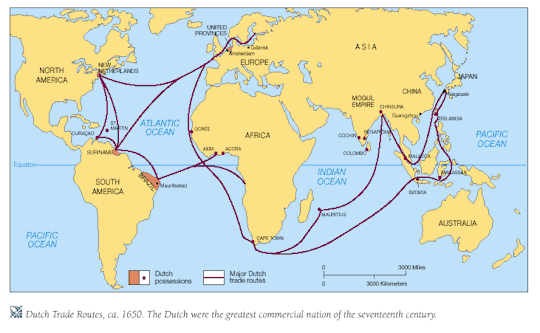 UNITED
PROVINCES
Gdańsk
Amsterdam
EUROPE
ASIA
NEW
NETHERLANDS
NORTH
AMERICA
JAPAN
CHINA
Nagasaki
MOGUL
EMPIRE
CHINSURA
Guangzhou
ZEELANDIA
ATLANTIC
OCEAN
ST.
MARTIN
CURAÇAO
GORÉE
AFRICA
COCHIN
NEGAPATAM
COLOMBO
PACIFIC
OCEAN
SURINAME
AXIM
ACCRA
MALACCA
Equator
INDIAN
OCEAN
MACASSAR
BRAZIL
Mauritsstad
SOUTH
AMERICA
BATAVIA
MAURITIUS
AUSTRALIA
PACIFIC
OCEAN
CAPE TOWN
Dutch
possessions
Major Dutch
trade routes
0 3000 Miles
0 3000 Kilometers
Dutch Trade Routes, ca. 1650. The Dutch were the greatest commercial nation of the seventeenth century.